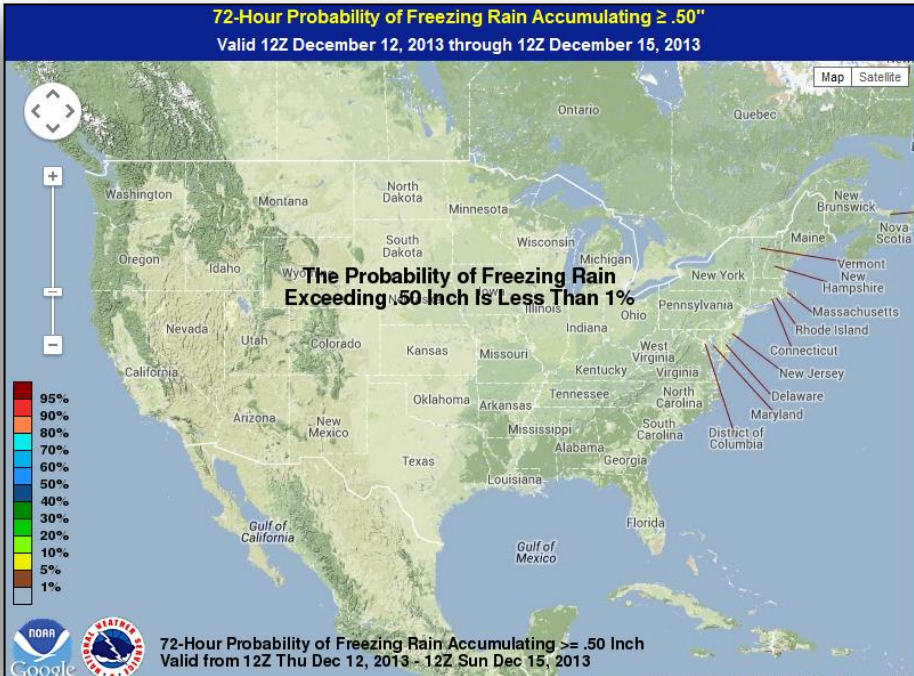 72-Hour Probability of Freezing Rain Accumulating ≥ .50"
Valid 12Z December 12, 2013 through 12Z December 15, 2013
Map
Satellite
Ontario
Quebec
Washington
Montana
North
Dakota
Minnesota
New
Brunswick
Nova
Scotia
Maine
Oregon
Idaho
South
Dakota
Wisconsin
Michigan
New York
Vermont
New
Hampshire
The Probability of Freezing Rain
Exceeding .50 Inch Is Less Than 1%
Illinois
Ohio
Pennsylvania
Massachusetts
Rhode Island
Connecticut
Nevada
Utah
Colorado
Kansas
Missouri
Indiana
West
Virginia
Kentucky
Virginia
New Jersey
Delaware
Maryland
District of
Columbia
California
Arizona
New
Mexico
Oklahoma
Arkansas
Tennessee
North
Carolina
South
Carolina
Mississippi
Alabama
Georgia
Texas
Louisiana
Florida
Gulf of
California
Gulf of
Mexico
95%
90%
80%
70%
60%
50%
40%
30%
20%
10%
5%
1%
NOAA
Google
NATIONAL WEATHER
SERVICE
72-Hour Probability of Freezing Rain Accumulating >= .50 Inch
Valid from 12Z Thu Dec 12, 2013 - 12Z Sun Dec 15, 2013